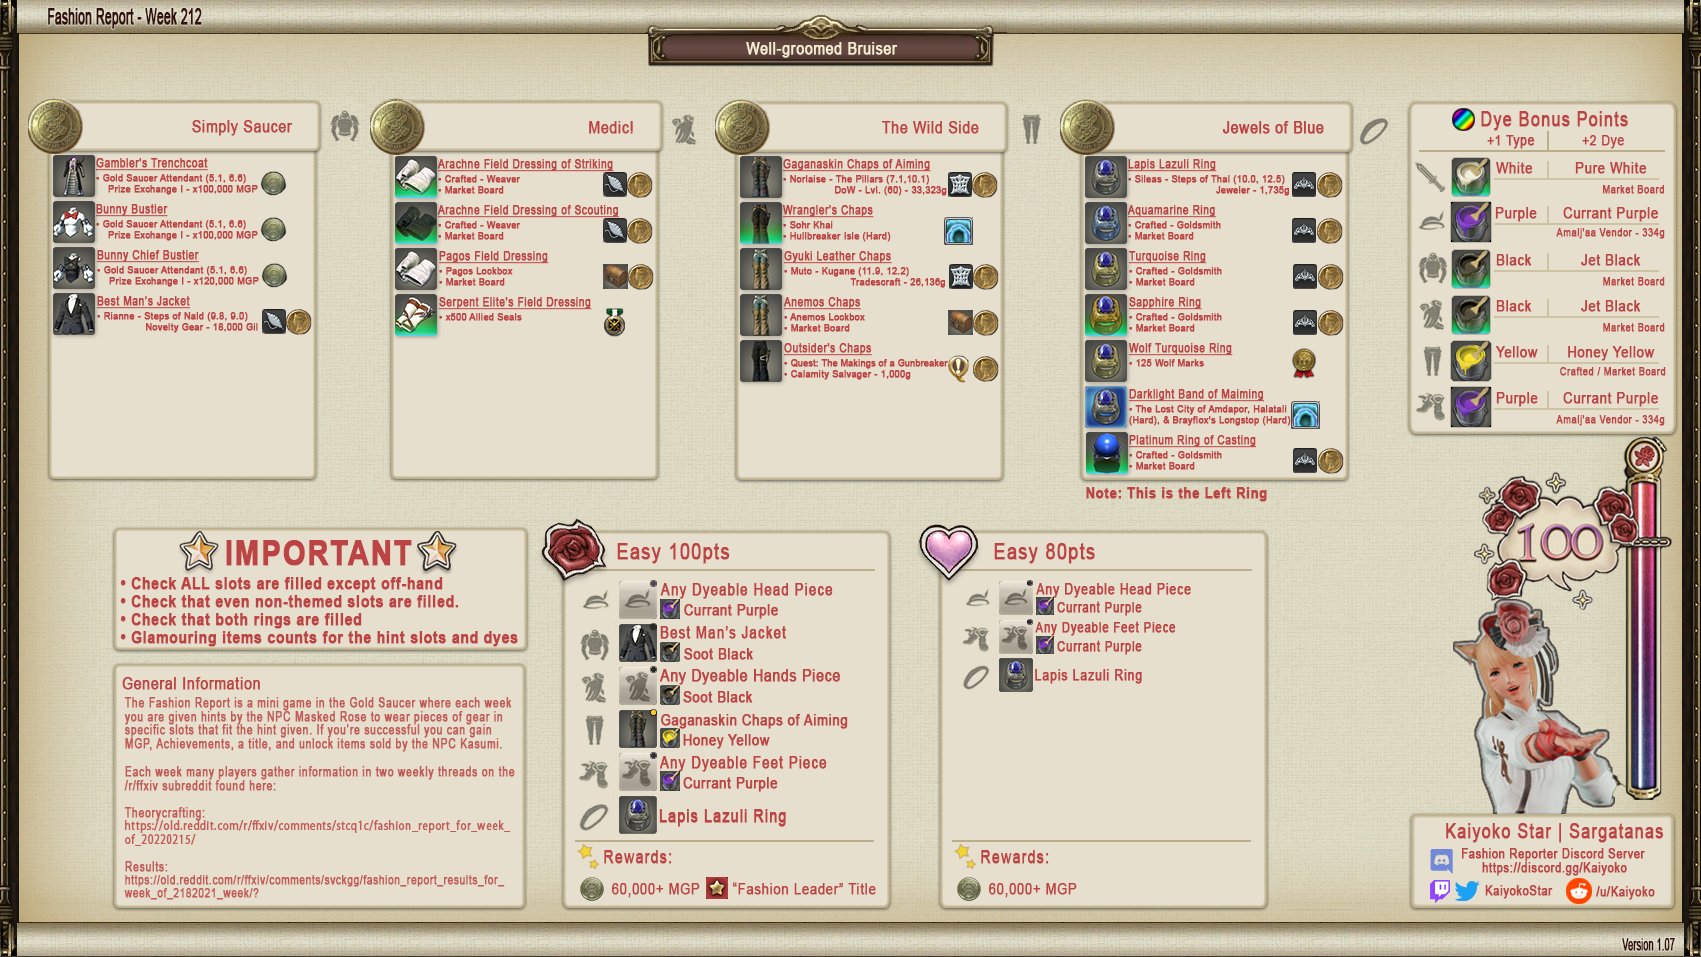 Fashion Report - Week 212
Well-groomed Bruiser
Simply Saucer
Gambler's Trenchcoat
• Gold Saucer Attendant (5.1, 6.6)
Prize Exchange I - x100,000 MGP
Bunny Bustier
• Gold Saucer Attendant (5.1, 6.6)
Prize Exchange I - x100,000 MGP
Bunny Chief Bustier
• Gold Saucer Attendant (5.1, 6.6)
Prize Exchange I - x120,000 MGP
Best Man's Jacket
• Rianne - Steps of Nald (9.8, 9.0)
Novelty Gear - 18,000 Gil
Medic!
Arachne Field Dressing of Striking
• Crafted - Weaver
• Market Board
Arachne Field Dressing of Scouting
• Crafted - Weaver
• Market Board
Pagos Field Dressing
• Pagos Lockbox
• Market Board
Serpent Elite's Field Dressing
• x500 Allied Seals
The Wild Side
Gaganaskin Chaps of Aiming
• Norlaise - The Pillars (7.1,10.1)
DoW - Lvl. (60) - 33,323g
Wrangler's Chaps
• Sohr Khai
• Hullbreaker Isle (Hard)
Gyuki Leather Chaps
• Muto - Kugane (11.9, 12.2)
Tradescraft - 26,136g
Anemos Chaps
• Anemos Lockbox
• Market Board
Outsider's Chaps
• Quest: The Makings of a Gunbreaker
• Calamity Salvager - 1,000g
Jewels of Blue
Lapis Lazuli Ring
• Sileas - Steps of Thal (10.0, 12.5)
Jeweler - 1,735g
Aquamarine Ring
• Crafted - Goldsmith
• Market Board
Turquoise Ring
• Crafted - Goldsmith
• Market Board
Sapphire Ring
• Crafted - Goldsmith
• Market Board
Wolf Turquoise Ring
• 125 Wolf Marks
Darklight Band of Maiming
• The Lost City of Amdapor, Halatali
(Hard), & Brayflox's Longstop (Hard)
Platinum Ring of Casting
• Crafted - Goldsmith
• Market Board
Note: This is the Left Ring
Dye Bonus Points
+1 Type +2 Dye
White Pure White
Market Board
Purple Currant Purple
Amalj'aa Vendor - 334g
Black Jet Black
Market Board
Black Jet Black
Market Board
Yellow Honey Yellow
Crafted / Market Board
Purple Currant Purple
Amalj'aa Vendor - 334g
100
IMPORTANT
• Check ALL slots are filled except off-hand
• Check that even non-themed slots are filled.
• Check that both rings are filled
• Glamouring items counts for the hint slots and dyes
General Information
The Fashion Report is a mini game in the Gold Saucer where each week
you are given hints by the NPC Masked Rose to wear pieces of gear in
specific slots that fit the hint given. If you're successful you can gain
MGP, Achievements, a title, and unlock items sold by the NPC Kasumi.
Each week many players gather information in two weekly threads on the
/r/ffxiv subreddit found here:
Theorycrafting:
https://old.reddit.com/r/ffxiv/comments/stcq1c/fashion_report_for_week_
of_20220215/
Results:
https://old.reddit.com/r/ffxiv/comments/svckgg/fashion_report_results_for_
week_of_2182021_week/?
Easy 100pts
Any Dyeable Head Piece
Currant Purple
Best Man's Jacket
Soot Black
Any Dyeable Hands Piece
Soot Black
Gaganaskin Chaps of Aiming
Honey Yellow
Any Dyeable Feet Piece
Currant Purple
Lapis Lazuli Ring
Rewards:
60,000+ MGP "Fashion Leader" Title
Easy 80pts
Any Dyeable Head Piece
Currant Purple
Any Dyeable Feet Piece
Currant Purple
Lapis Lazuli Ring
Rewards:
60,000+ MGP
Kaiyoko Star | Sargatanas
Fashion Reporter Discord Server
https://discord.gg/Kaiyoko
KaiyokoStar /u/Kaiyoko
Version 1.07